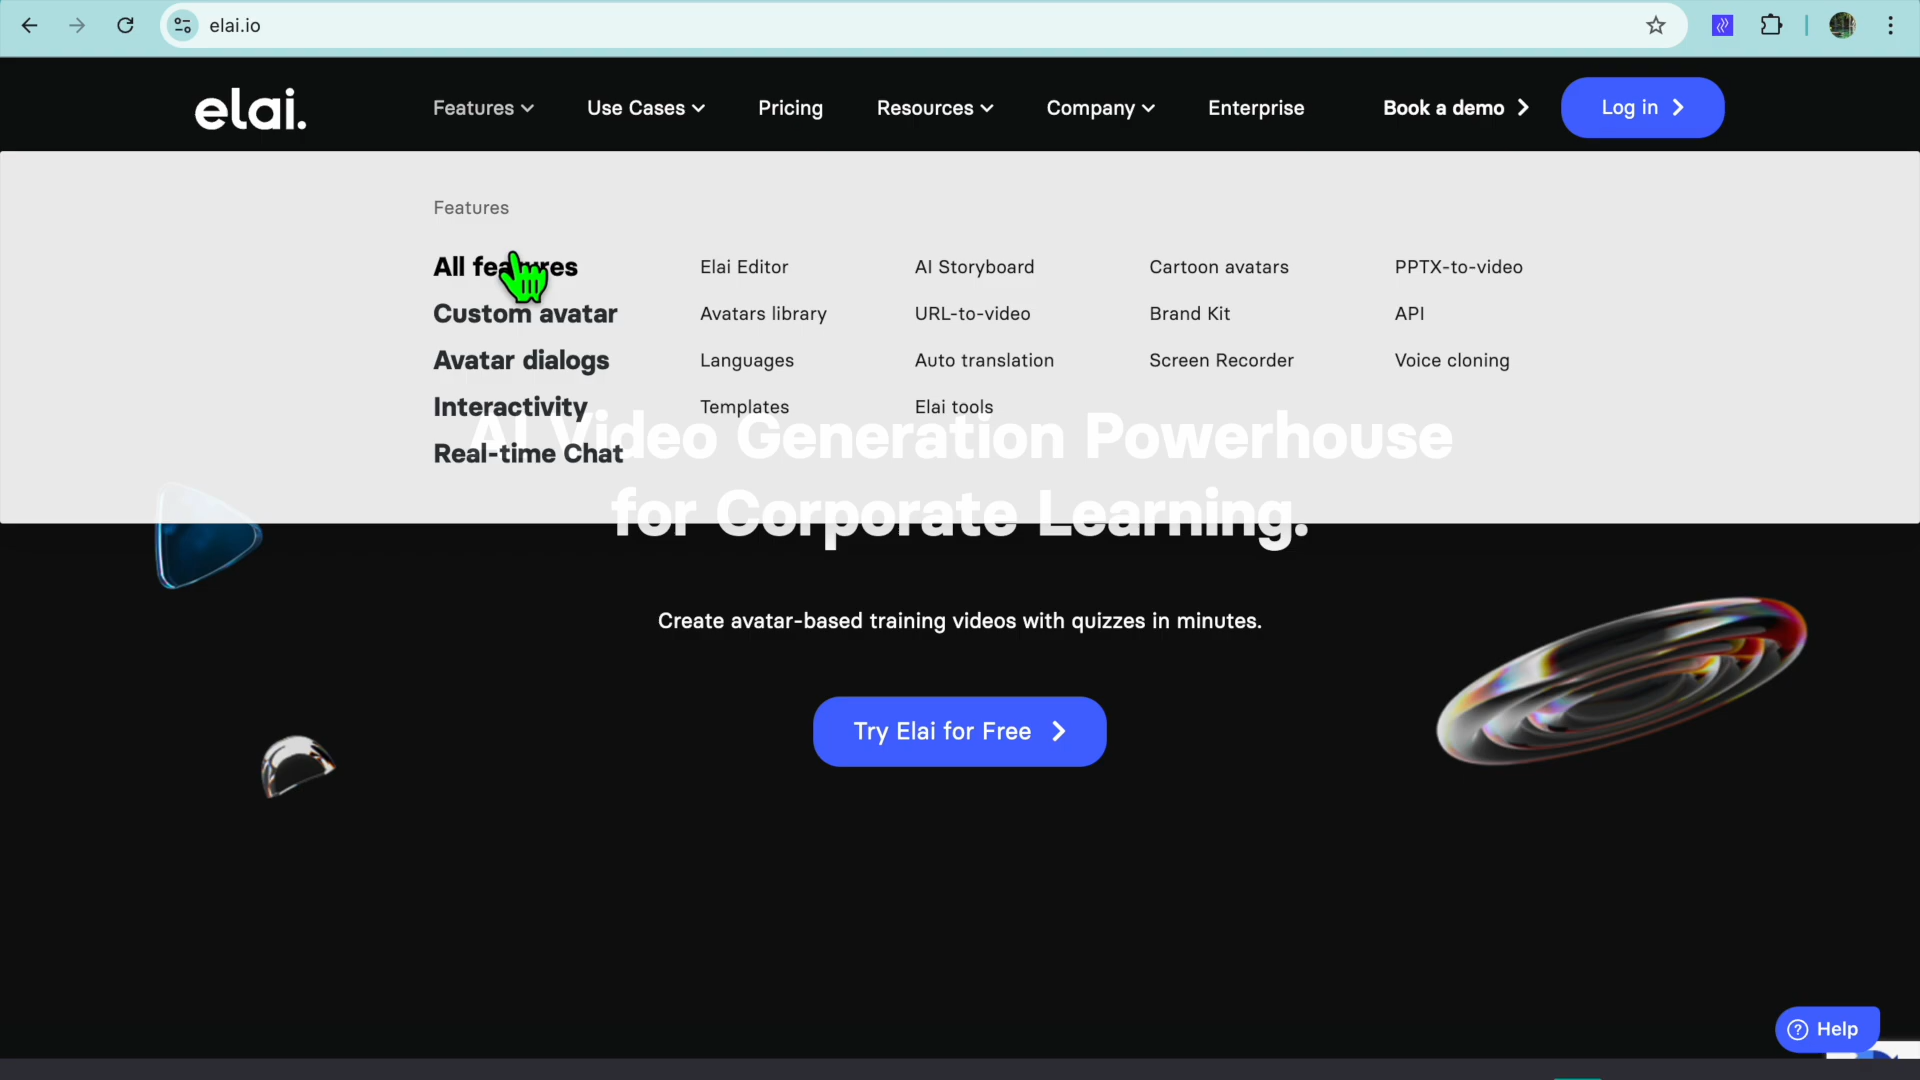 elai.io
elai.
Features
Use Cases
Pricing
Resources
Company
Enterprise
Book a demo
Log in
Features
All features
Elai Editor
AI Storyboard
Cartoon avatars
PPTX-to-video
Custom avatar
Avatars library
URL-to-video
Brand Kit
API
Avatar dialogs
Languages
Auto translation
Screen Recorder
Voice cloning
Interactivity
Templates
Elai tools
Real-time Chat
AI Video Generation Powerhouse
for Corporate Learning.
Create avatar-based training videos with quizzes in minutes.
Try Elai for Free
Help